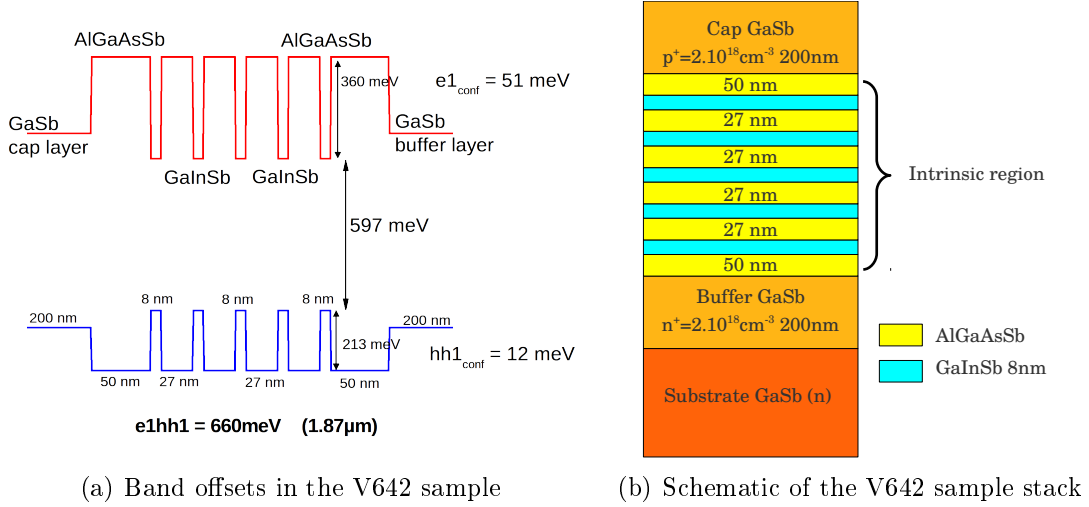 AlGaAsSb
AlGaAsSb
360 meV
e1conf = 51 meV
GaSb
cap layer
GaSb
buffer layer
GaInSb
GaInSb
597 meV
8 nm
8 nm
8 nm
200 nm
200 nm
213 meV
hh1conf = 12 meV
50 nm
27 nm
27 nm
50 nm
e1hh1 = 660meV (1.87µm)
(a) Band offsets in the V642 sample
Cap GaSb
p⁺=2.10¹⁸cm⁻³ 200nm
50 nm
27 nm
27 nm
27 nm
27 nm
50 nm
Intrinsic region
Buffer GaSb
n⁺=2.10¹⁸cm⁻³ 200nm
Substrate GaSb (n)
AlGaAsSb
GaInSb 8nm
(b) Schematic of the V642 sample stack